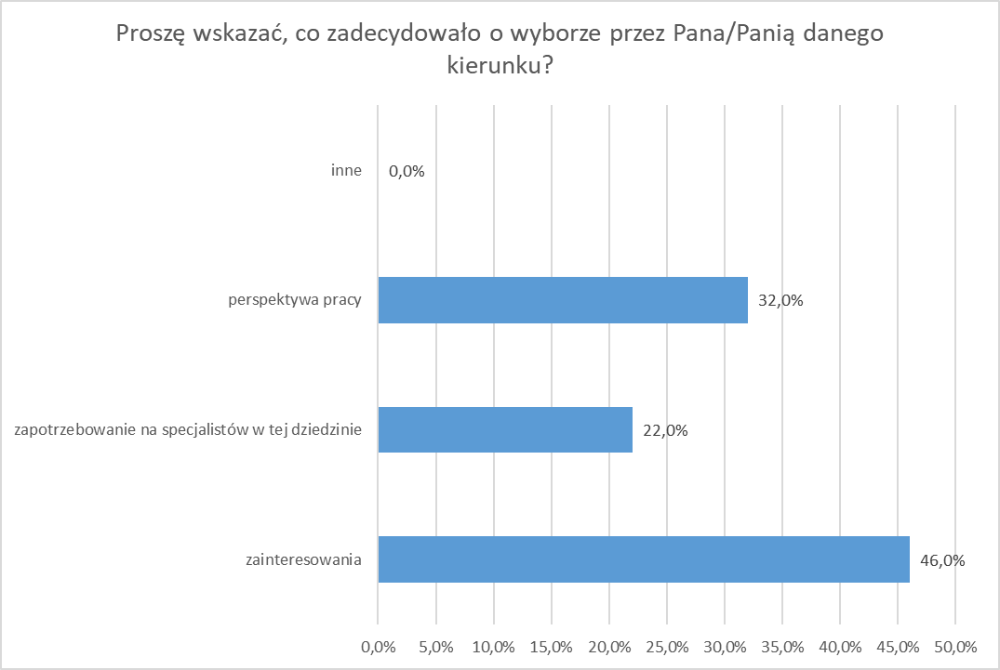 Proszę wskazać, co zadecydowało o wyborze przez Pana/Panią danego
kierunku?
inne
0,0%
perspektywa pracy
32,0%
zapotrzebowanie na specjalistów w tej dziedzinie
22,0%
zainteresowania
46,0%
0,0% 5,0% 10,0% 15,0% 20,0% 25,0% 30,0% 35,0% 40,0% 45,0% 50,0%